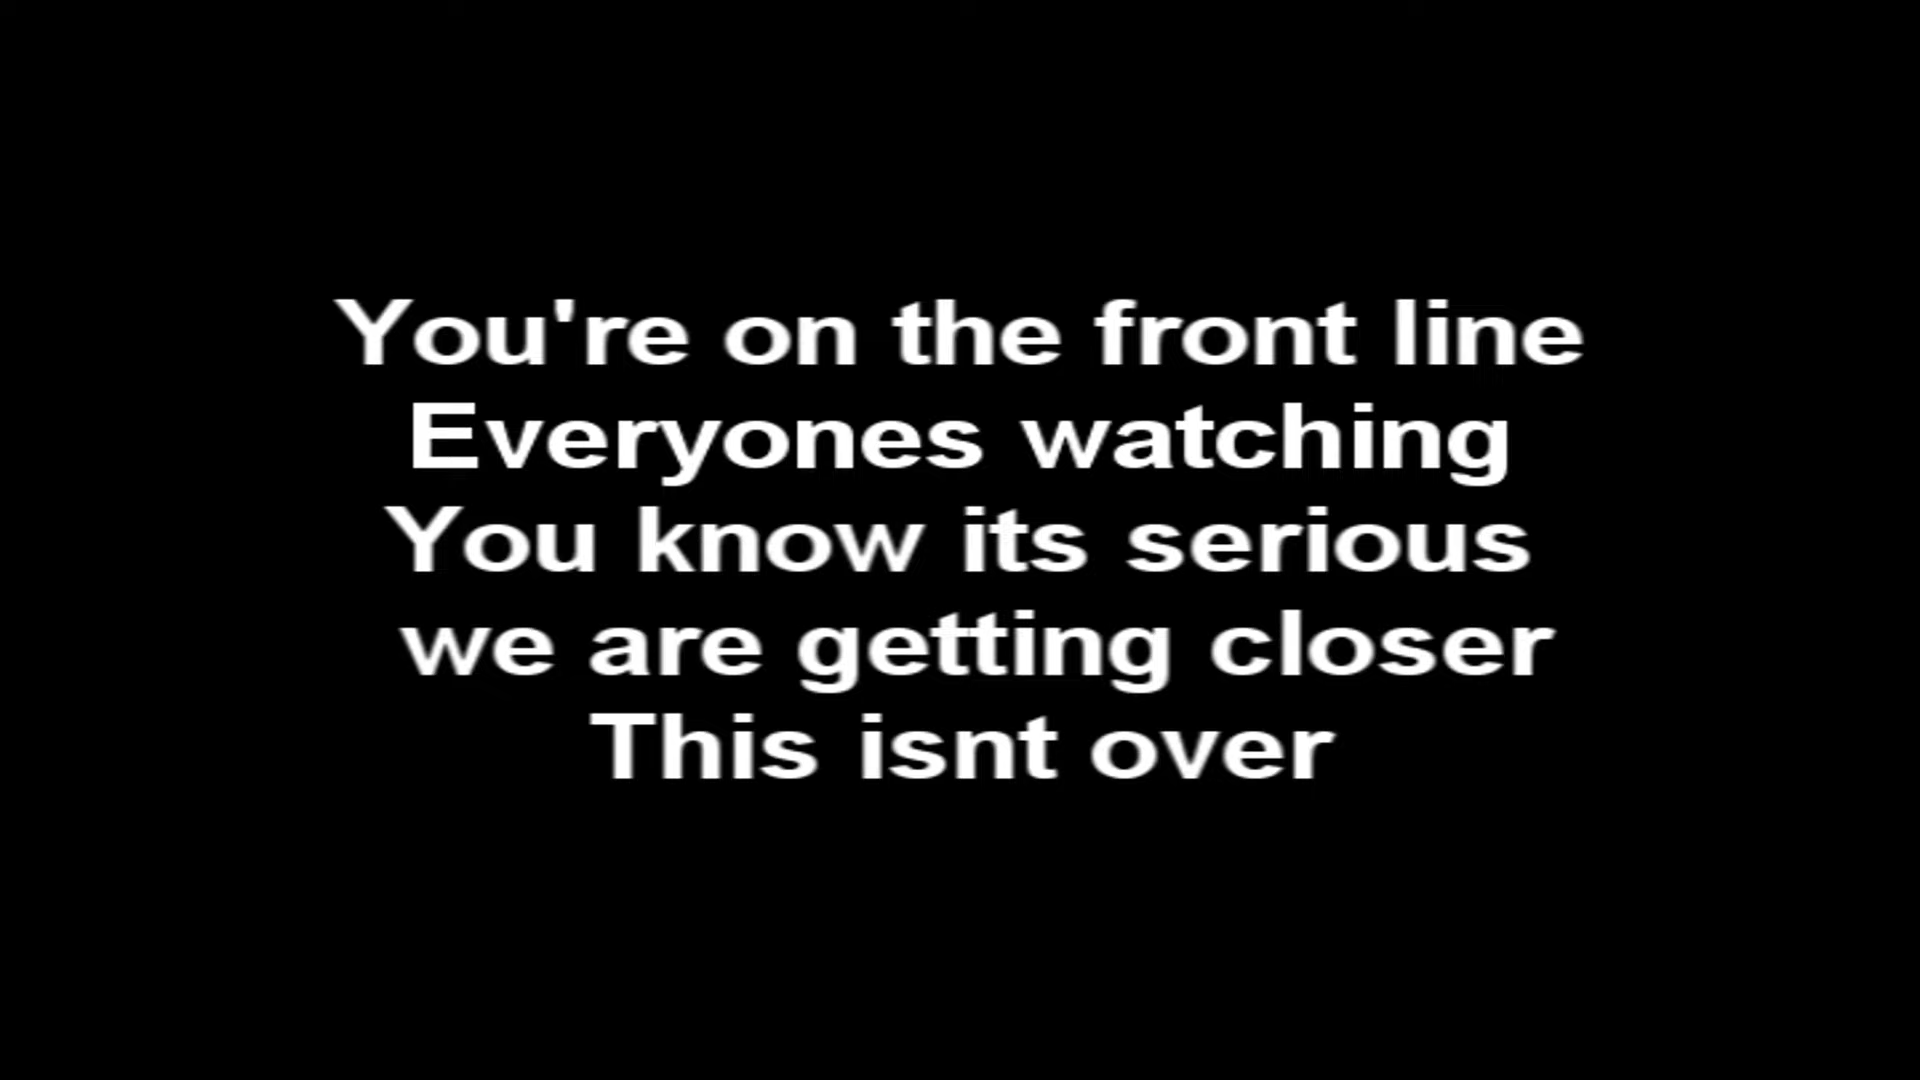 You're on the front line
Everyones watching
You know its serious
we are getting closer
This isnt over